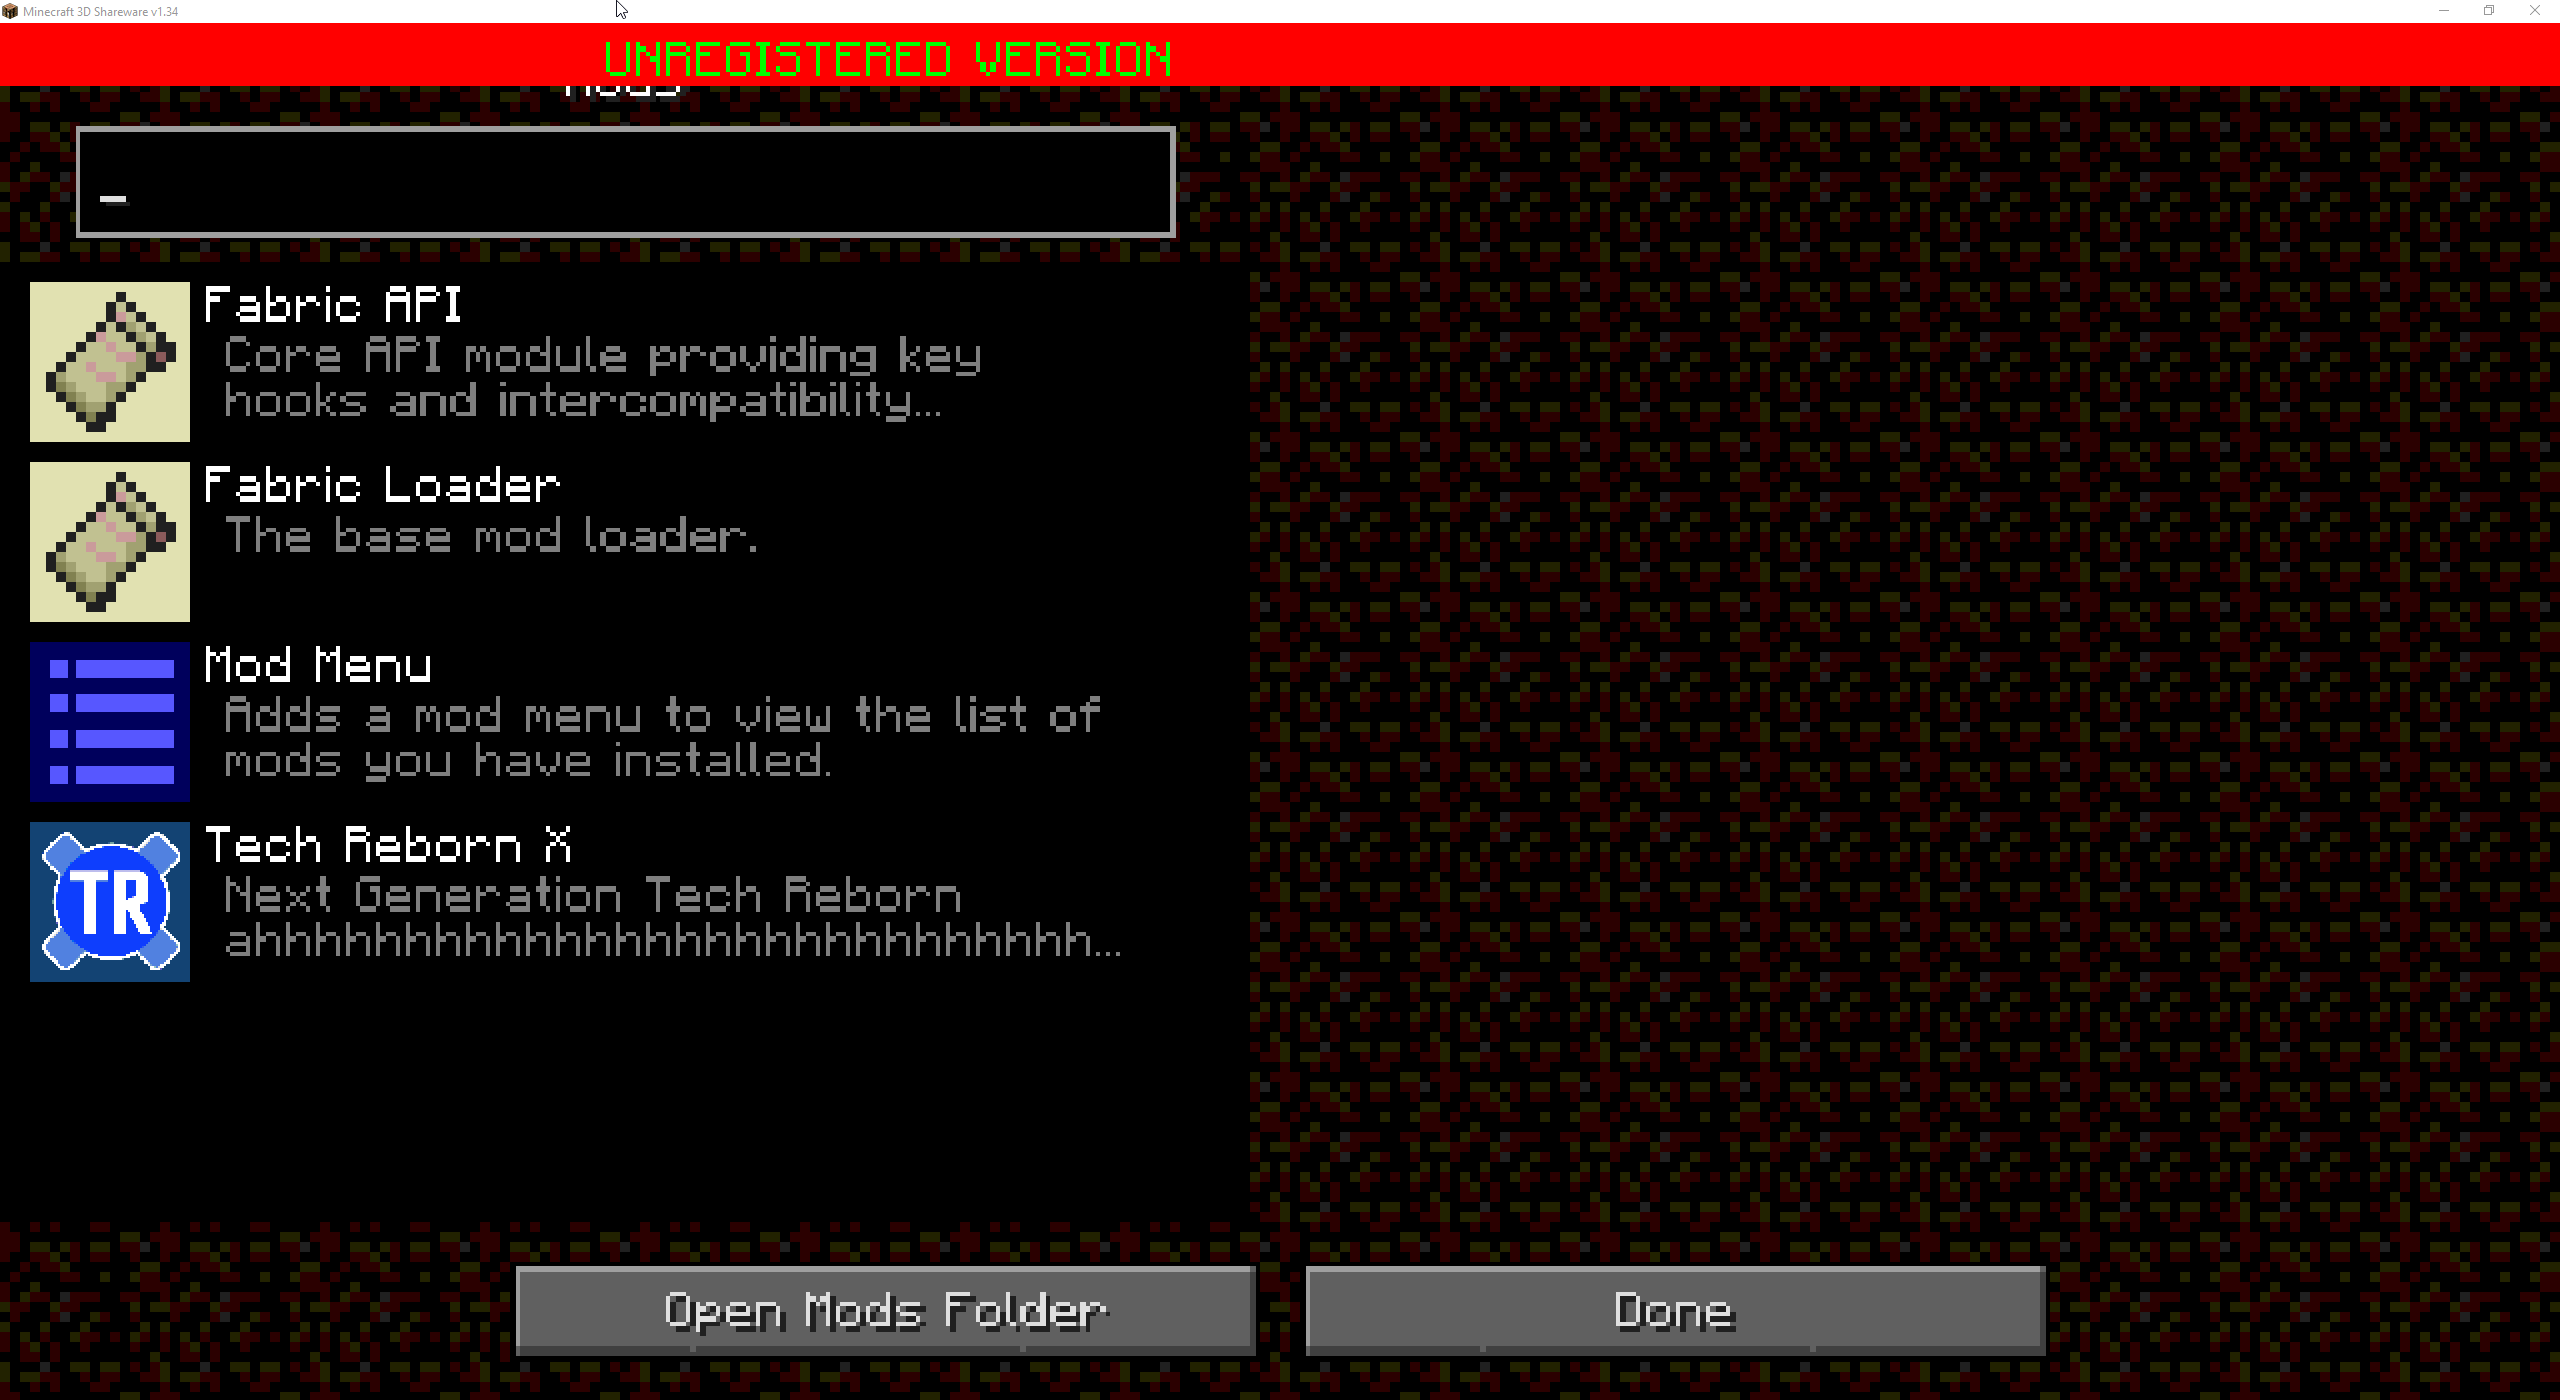 Minecraft 3D Shareware v1.34
UNREGISTERED VERSION
Mods
Fabric API
Core API module providing key
hooks and intercompatibility...
Fabric Loader
The base mod loader.
Mod Menu
Adds a mod menu to view the list of
mods you have installed.
TR
Tech Reborn X
Next Generation Tech Reborn
ahhhhhhhhhhhhhhhhhhhhhhhhhhhh...
Open Mods Folder
Done